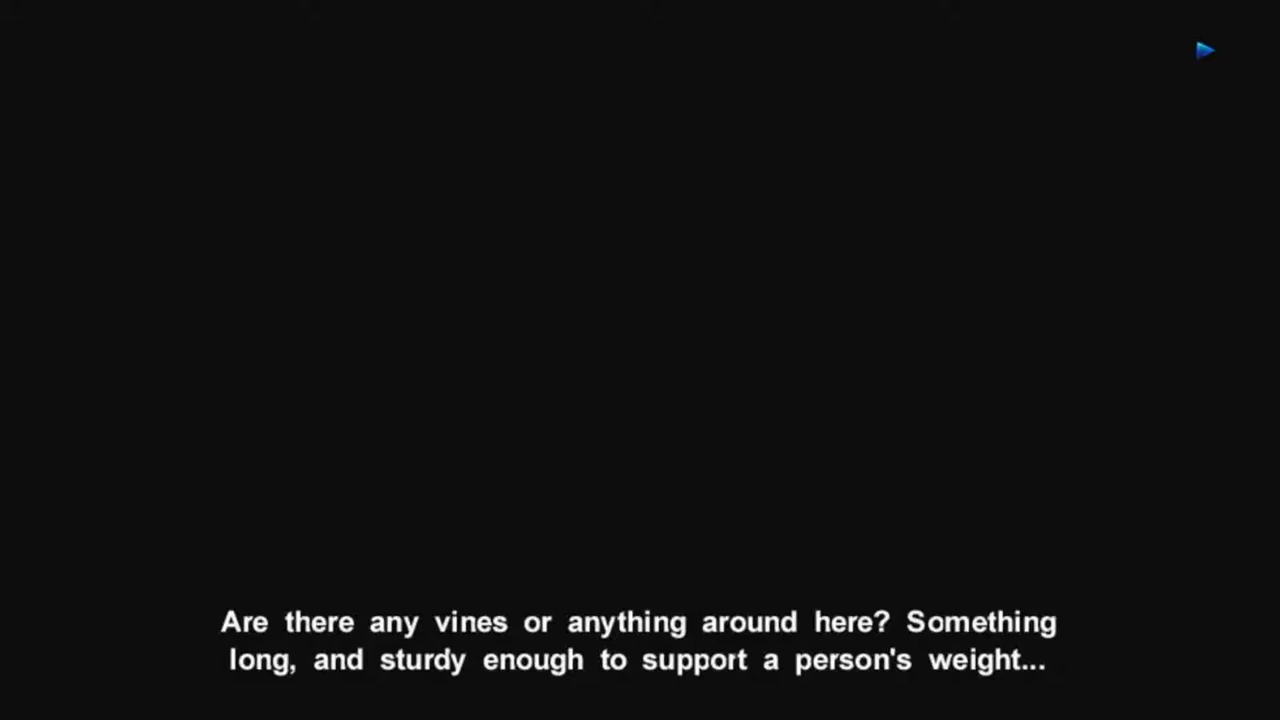 Are there any vines or anything around here? Something
long, and sturdy enough to support a person's weight...